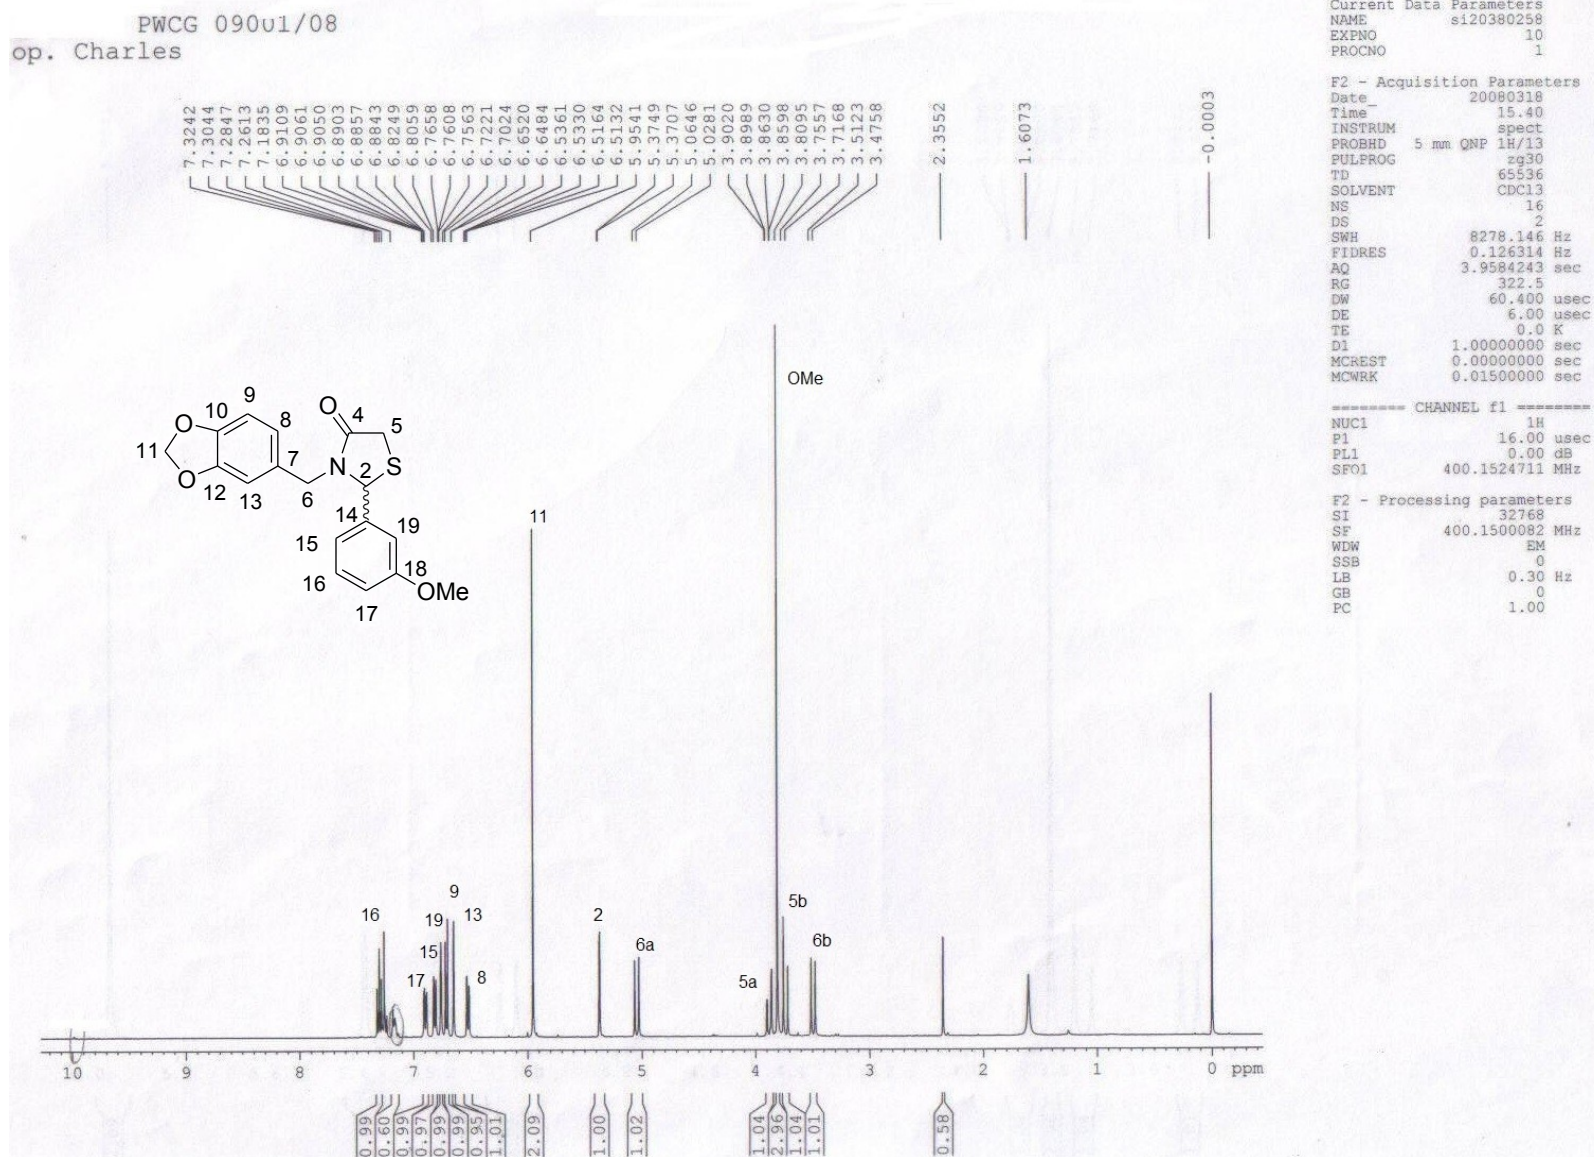 PWCG 09001/08
op. Charles
7.3242
7.3044
7.2847
7.2613
7.1835
6.9109
6.9061
6.9050
6.8903
6.8857
6.8843
6.8249
6.8059
6.7658
6.7608
6.7563
6.7221
6.7024
6.6520
6.6484
6.5361
6.5330
6.5164
6.5132
5.9541
5.3749
5.3707
5.0646
5.0281
3.9020
3.8989
3.8630
3.8598
3.8095
3.7557
3.7168
3.5123
3.4758
2.3552
1.6073
-0.0003
Current Data Parameters
NAME si20380258
EXPNO 10
PROCNO 1
F2 - Acquisition Parameters
Date_ 20080318
Time 15.40
INSTRUM spect
PROBHD 5 mm QNP 1H/13
PULPROG zg30
TD 65536
SOLVENT CDCl3
NS 16
DS 2
SWH 8278.146 Hz
FIDRES 0.126314 Hz
AQ 3.9584243 sec
RG 322.5
DW 60.400 usec
DE 6.00 usec
TE 0.0 K
D1 1.00000000 sec
MCREST 0.00000000 sec
MCWRK 0.01500000 sec
======== CHANNEL f1 ========
NUC1 1H
P1 16.00 usec
PL1 0.00 dB
SFO1 400.1524711 MHz
F2 - Processing parameters
SI 32768
SF 400.1500082 MHz
WDW EM
SSB 0
LB 0.30 Hz
GB 0
PC 1.00
OMe
9
O
4
5
O
10
8
11
7
N
2
S
O
12
13
6
14
19
15
16
18
OMe
17
11
9
16
19
13
2
5b
15
6a
6b
17
8
5a
10 9 8 7 6 5 4 3 2 1 0 ppm
0.99
0.60
0.99
0.97
0.99
0.99
0.95
1.01
2.09
1.00
1.02
1.04
2.96
1.04
1.01
0.58